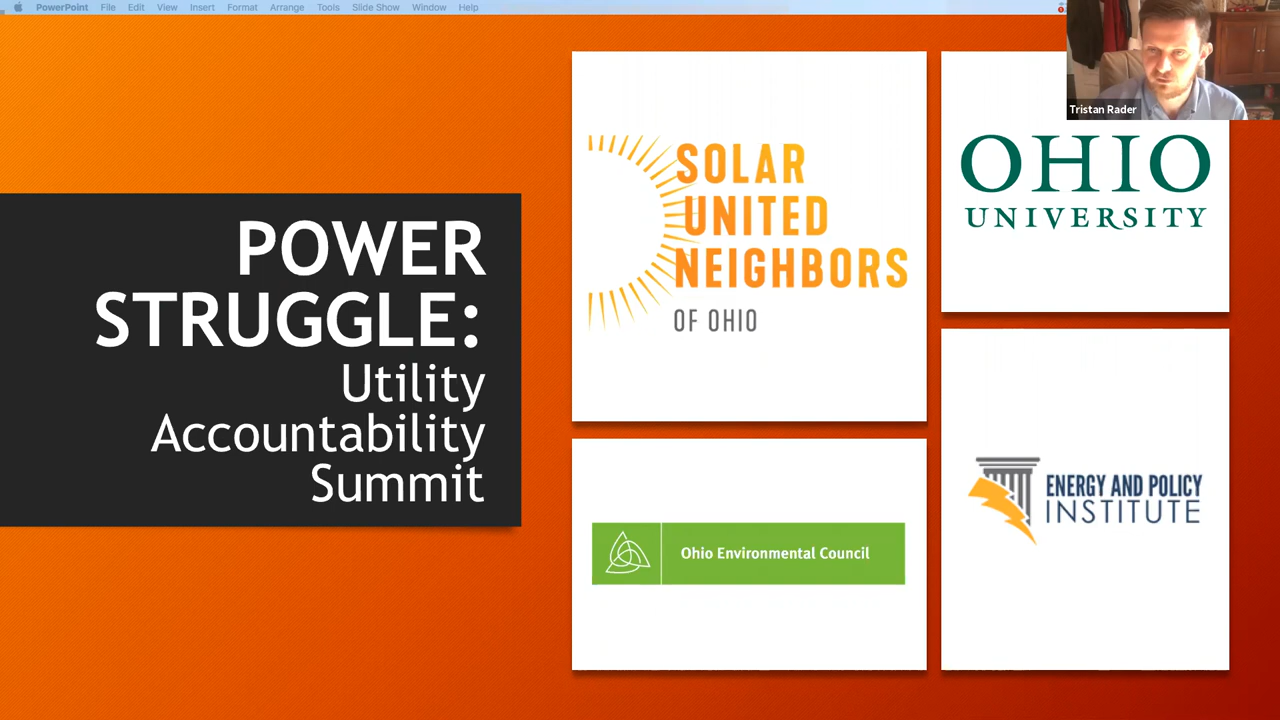 PowerPoint File Edit View Insert Format Arrange Tools Slide Show Window Help
Tristan Rader
POWER
STRUGGLE:
Utility
Accountability
Summit
SOLAR
UNITED
NEIGHBORS
OF OHIO
OHIO
UNIVERSITY
Ohio Environmental Council
ENERGY AND POLICY
INSTITUTE